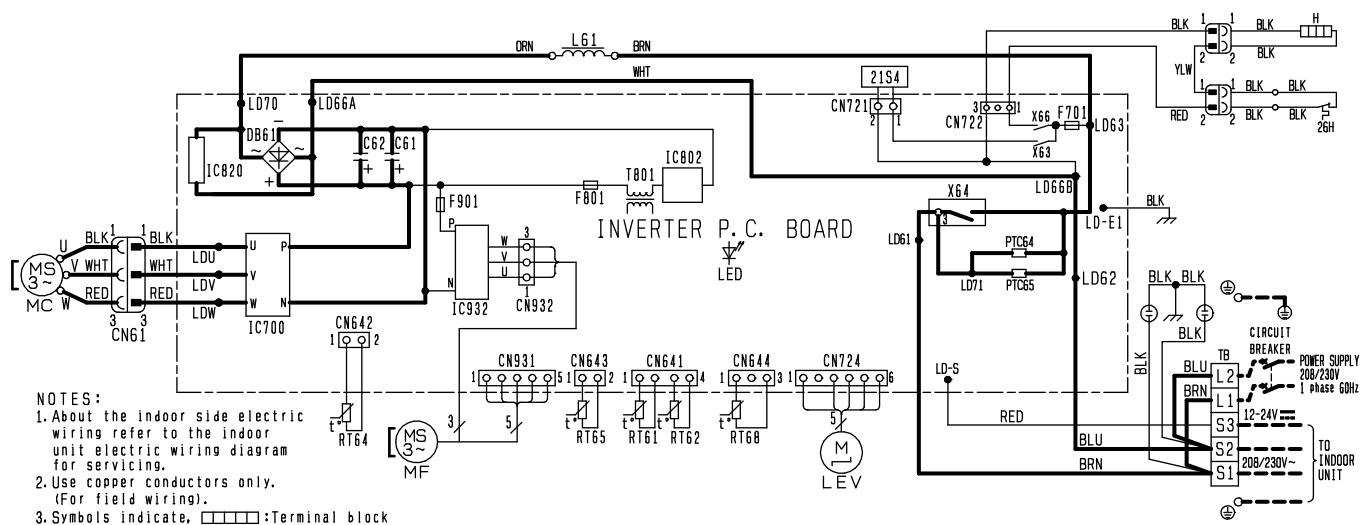 ORN L61 BRN
WHT
BLK 1 1 BLK H
2 2 BLK
YLW
1 1 BLK BLK
RED 2 2 BLK BLK
26H
21S4
CN721
2 1
3 1
CN722
X66 F701
X63
LD63
LD70 LD66A
DB61
IC820
C62 C61
~ − ~ +
+ +
F901
F801
T801
IC802
LD66B
X64
3
LD61
PTC64
PTC65
LD71
LD62
LD-E1
BLK
INVERTER P.C. BOARD
LED
U BLK 1 1 BLK LDU U P
MS 3~ V WHT WHT LDV V
MC W RED RED LDW W N
3 3
CN61
IC700
P
N
IC932
W 3
V
U 1
CN932
CN642
1 2
t°
RT64
CN931
1 5
5
3
MS 3~
MF
CN643
1 2
t°
RT65
CN641
1 4
t° t°
RT61 RT62
CN644
1 3
t°
RT68
CN724
1 6
5
M
LEV
LD-S
RED
BLU
BRN
BLK BLK
BLK
BLK
CIRCUIT
BREAKER
TB
BLU L2
BRN L1
S3
S2
S1
POWER SUPPLY
208/230V
1 phase 60Hz
12-24V
208/230V~
TO
INDOOR
UNIT
NOTES:
1. About the indoor side electric
wiring refer to the indoor
unit electric wiring diagram
for servicing.
2. Use copper conductors only.
(For field wiring).
3. Symbols indicate, :Terminal block